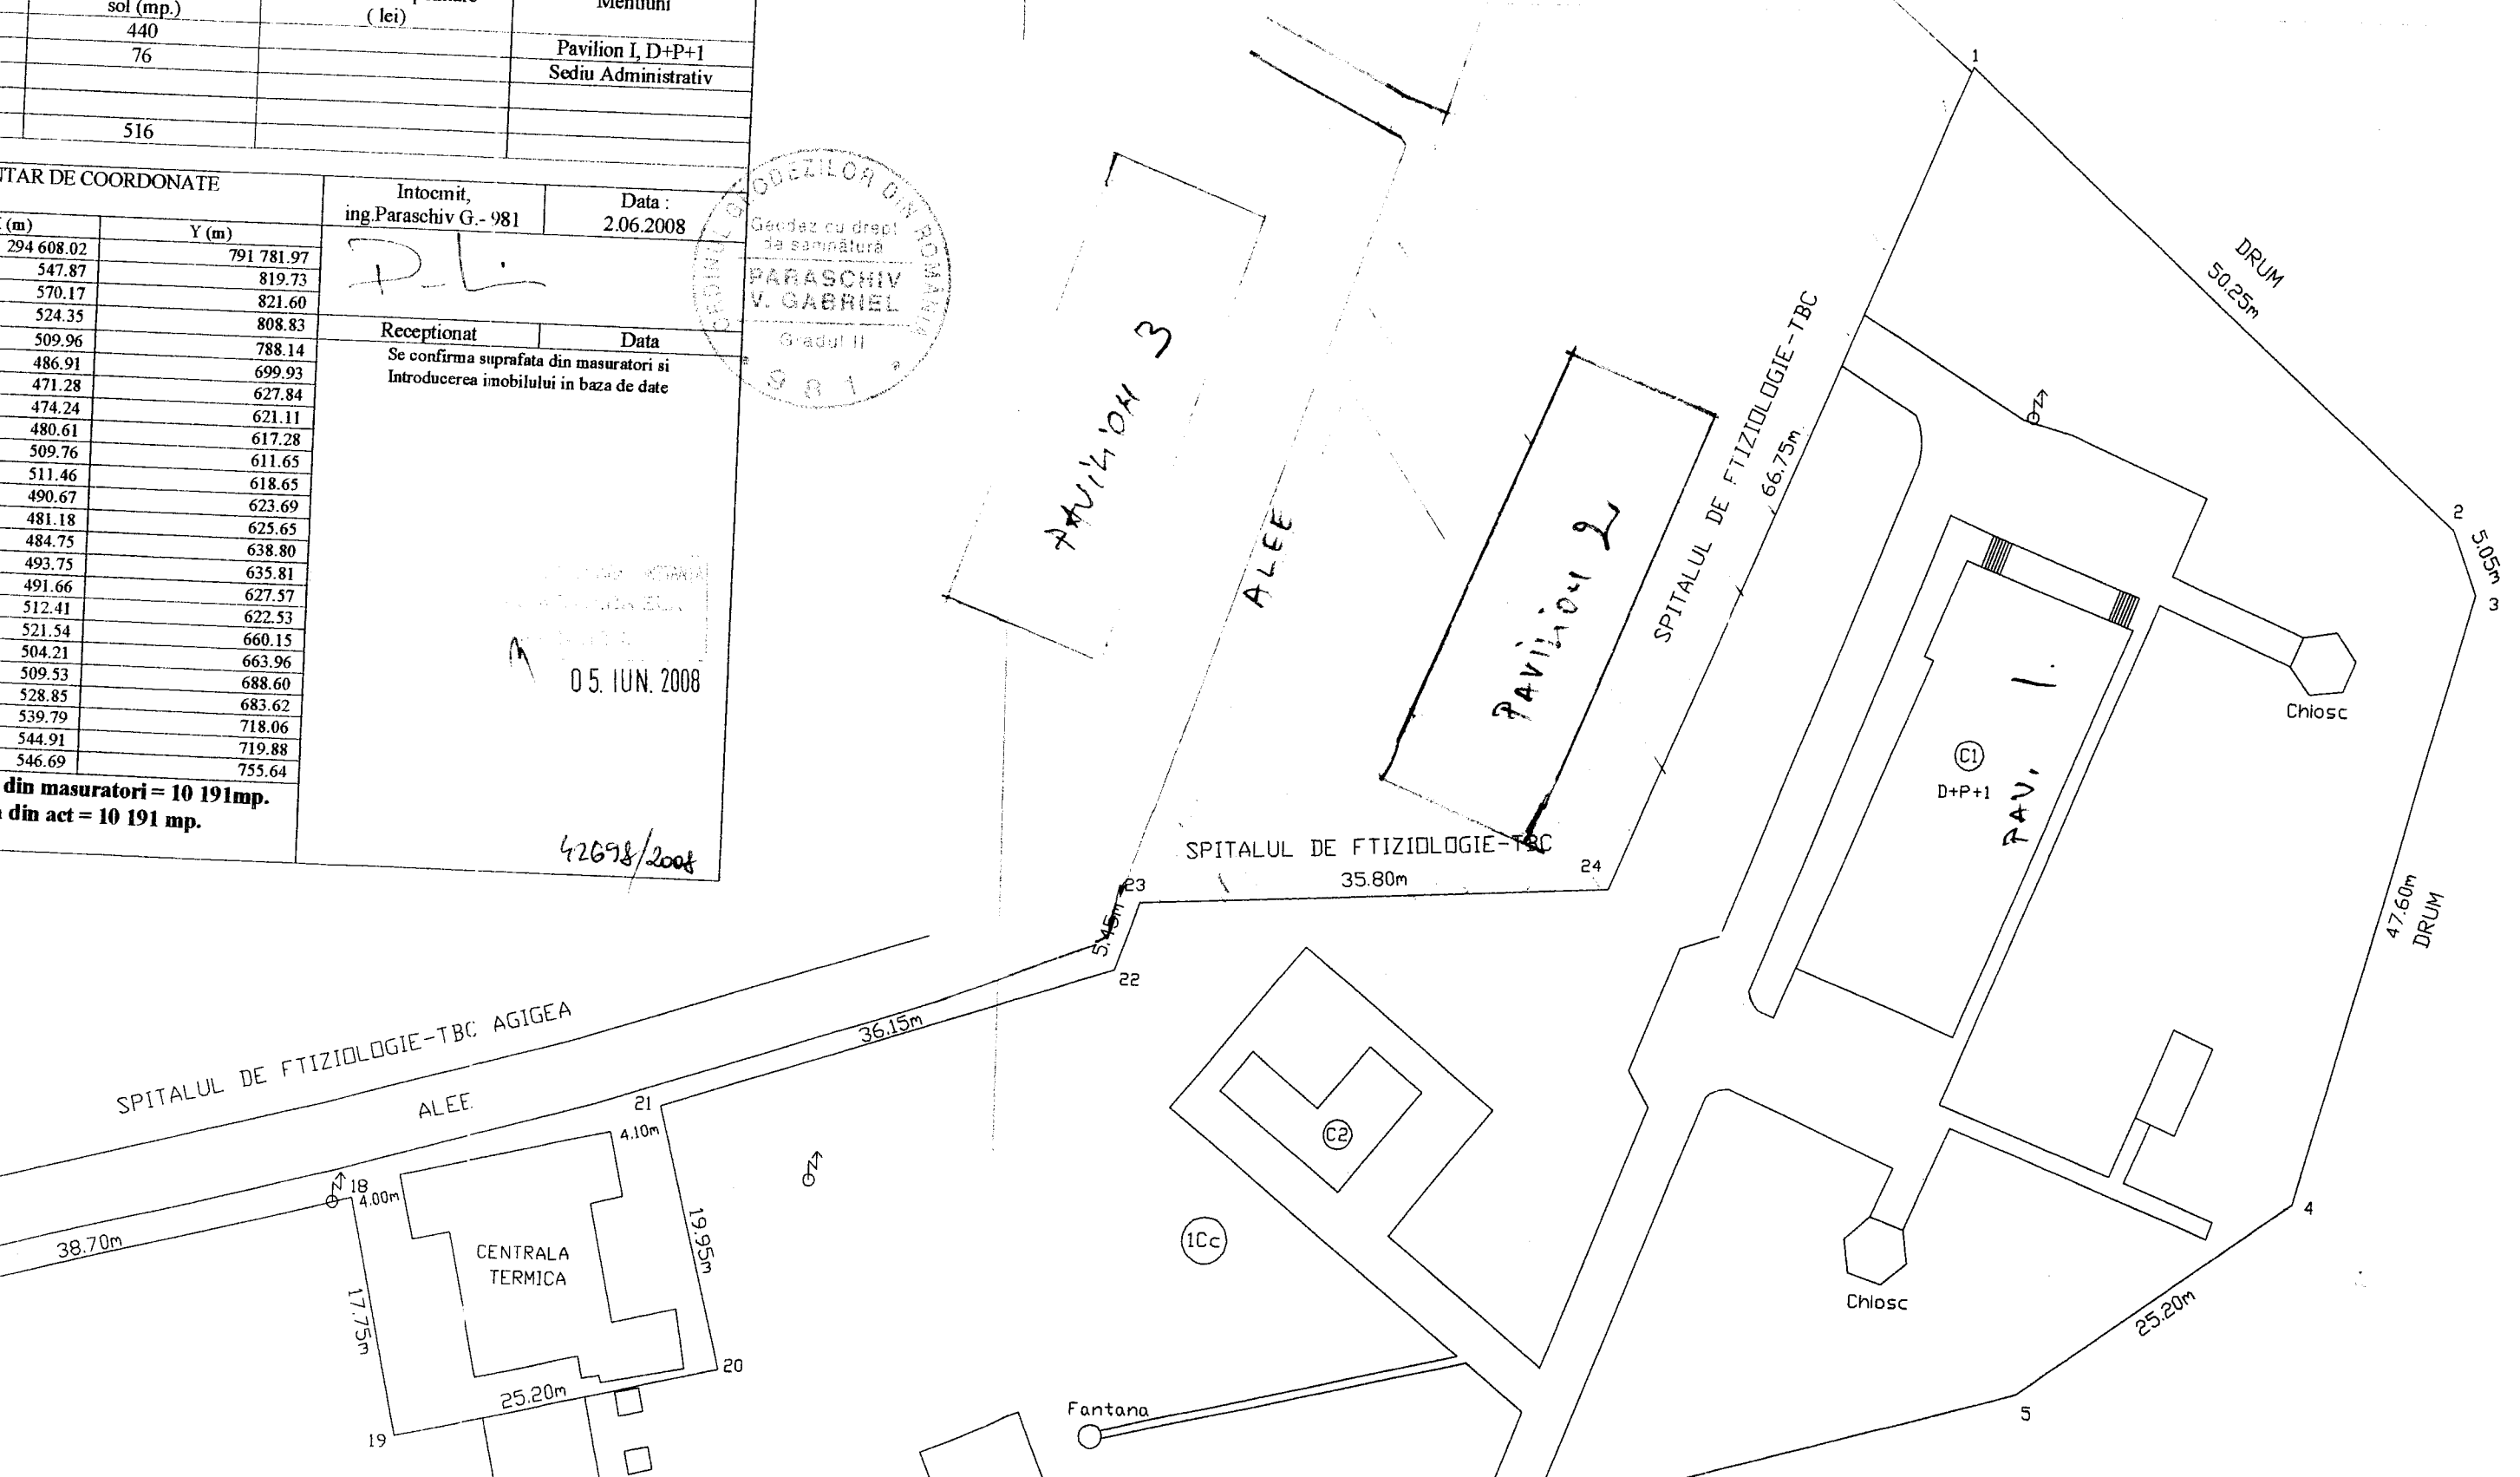 sol (mp.)
( lei)
Mentiuni
440
Pavilion I, D+P+1
76
Sediu Administrativ
516
TAR DE COORDONATE
(m)
Y (m)
294 608.02 791 781.97
547.87 819.73
570.17 821.60
524.35 808.83
509.96 788.14
486.91 699.93
471.28 627.84
474.24 621.11
480.61 617.28
509.76 611.65
511.46 618.65
490.67 623.69
481.18 625.65
484.75 638.80
493.75 635.81
491.66 627.57
512.41 622.53
521.54 660.15
504.21 663.96
509.53 688.60
528.85 683.62
539.79 718.06
544.91 719.88
546.69 755.64
din masuratori = 10 191mp.
din act = 10 191 mp.
Intocmit,
ing.Paraschiv G.- 981
Data :
2.06.2008
Receptionat
Data
Se confirma suprafata din masuratori si
Introducerea imobilului in baza de date
05. IUN. 2008
42698/2008
GEODEZILOR DIN ROMÂNIA
Geodez cu drept
de semnătură
PARASCHIV
V. GABRIEL
Gradul II
981
PAVILION 3
ALEE
PAVILION 2
SPITALUL DE FTIZIOLOGIE-TBC
66.75m.
1
DRUM
50.25m
2
5.05m
3
Chiosc
C1
D+P+1
PAV. 1.
47.60m
DRUM
SPITALUL DE FTIZIOLOGIE-TBC
35.80m
24
23
5.45m
22
36.15m
SPITALUL DE FTIZIOLOGIE-TBC AGIGEA
ALEE
21
4.10m
18
4.00m
38.70m
CENTRALA
TERMICA
17.75m
19.95m
25.20m
19
20
C2
1Cc
Fantana
Chiosc
4
25.20m
5